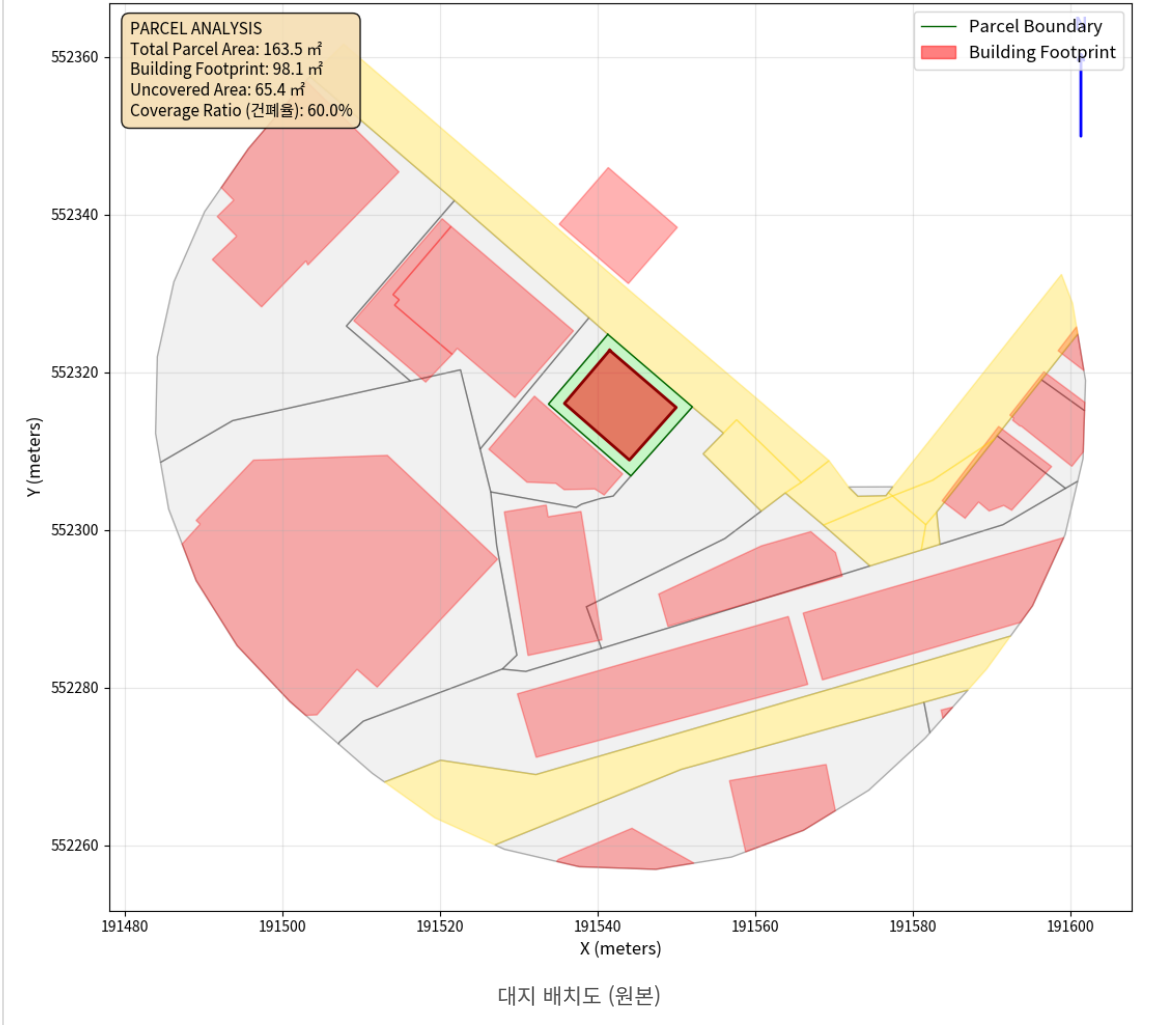 PARCEL ANALYSIS
Total Parcel Area: 163.5 ㎡
Building Footprint: 98.1 ㎡
Uncovered Area: 65.4 ㎡
Coverage Ratio (건폐율): 60.0%
Parcel Boundary
Building Footprint
N
552360
552340
552320
552300
552280
552260
Y (meters)
191480
191500
191520
191540
191560
191580
191600
X (meters)
대지 배치도 (원본)